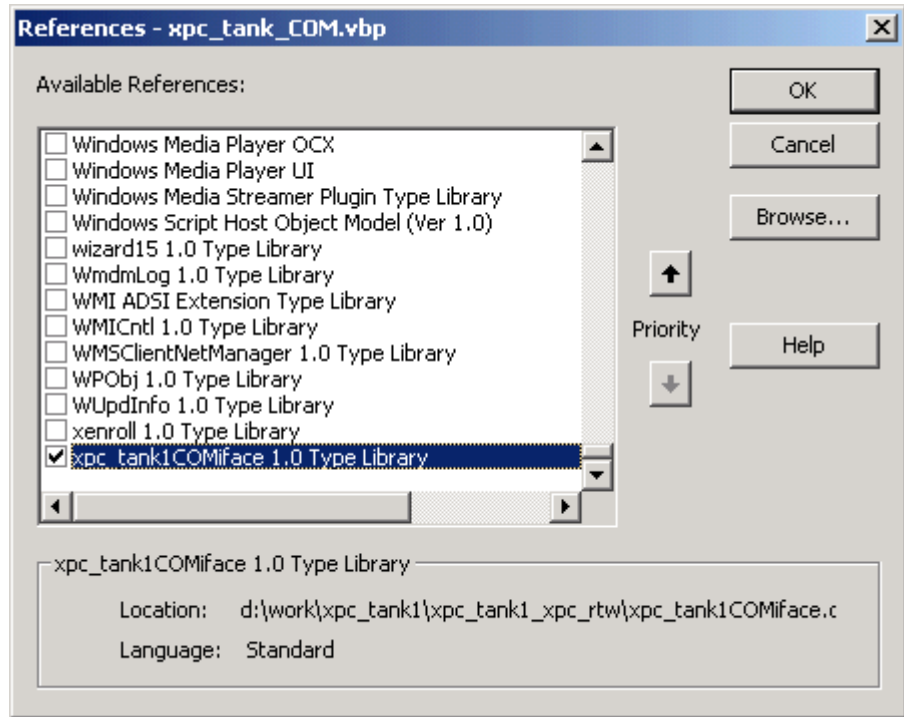 References - xpc_tank_COM.vbp
Available References:
OK
Cancel
Browse...
Help
Priority
Windows Media Player OCX
Windows Media Player UI
Windows Media Streamer Plugin Type Library
Windows Script Host Object Model (Ver 1.0)
wizard15 1.0 Type Library
WmdmLog 1.0 Type Library
WMI ADSI Extension Type Library
WMICntl 1.0 Type Library
WMSClientNetManager 1.0 Type Library
WPObj 1.0 Type Library
WUpdInfo 1.0 Type Library
xenroll 1.0 Type Library
xpc_tank1COMiface 1.0 Type Library
xpc_tank1COMiface 1.0 Type Library
Location: d:\work\xpc_tank1\xpc_tank1_xpc_rtw\xpc_tank1COMiface.c
Language: Standard